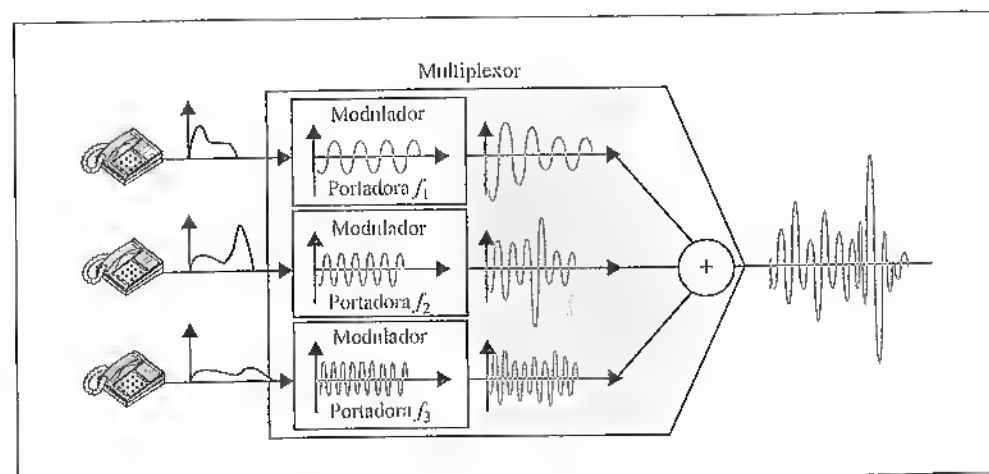 Multiplexor
Modulador
Portadora f₁
Modulador
Portadora f₂
+
Modulador
Portadora f₃